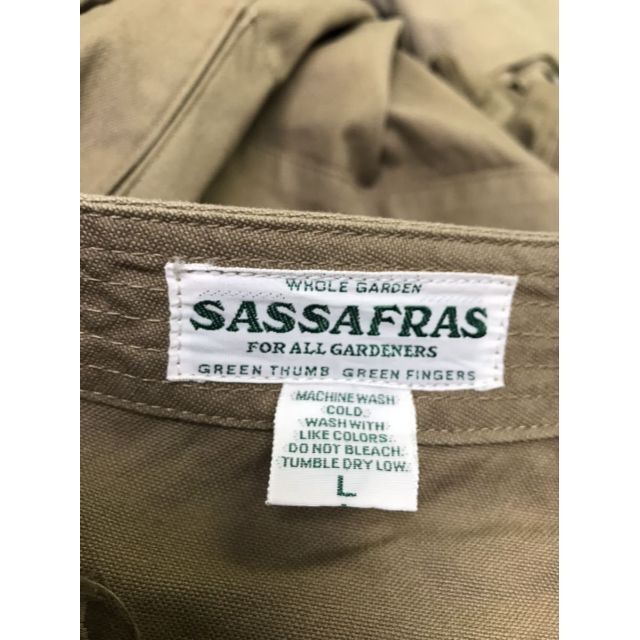 WHOLE GARDEN
SASSAFRAS
FOR ALL GARDENERS
GREEN THUMB GREEN FINGERS
MACHINE WASH
COLD.
WASH WITH
LIKE COLORS.
DO NOT BLEACH.
TUMBLE DRY LOW.
L